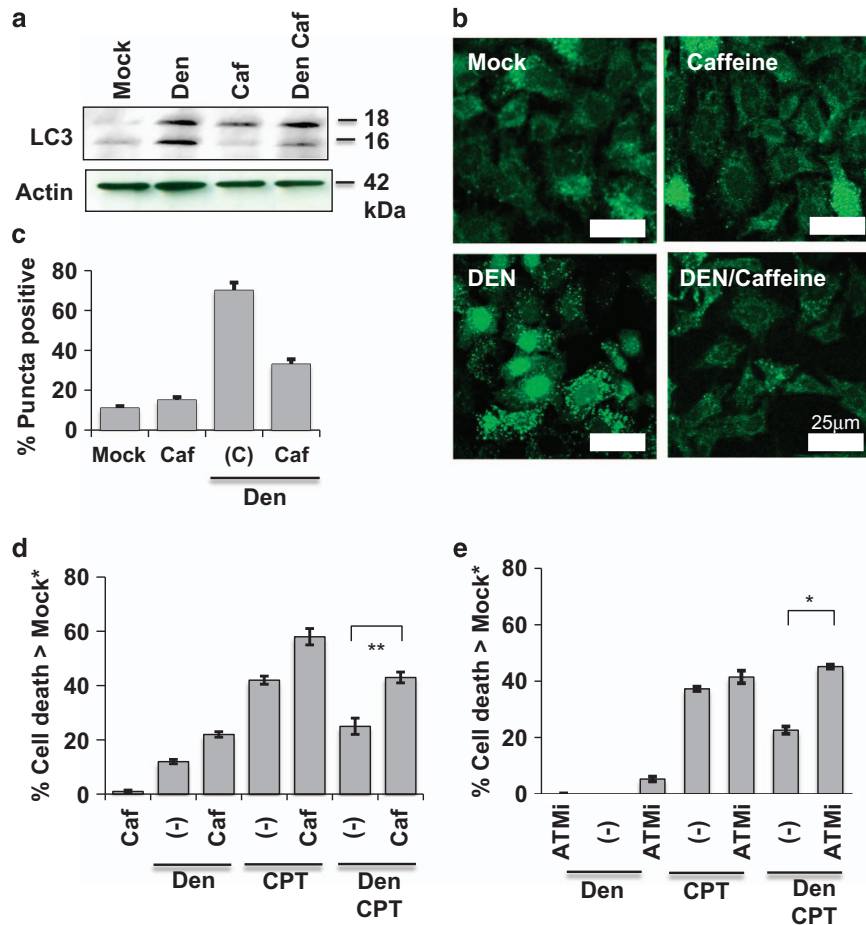 a
Mock Den Caf Den Caf
LC3
18
16
Actin
42
kDa
b
Mock
Caffeine
DEN
DEN/Caffeine
25µm
c
% Puncta positive
80
60
40
20
0
Mock Caf (C) Caf
Den
d
% Cell death > Mock*
80
60
40
20
0
**
Caf (-) Caf (-) Caf (-) Caf
Den CPT Den
CPT
e
% Cell death > Mock*
80
60
40
20
0
*
ATMi (-) ATMi (-) ATMi (-) ATMi
Den CPT Den
CPT